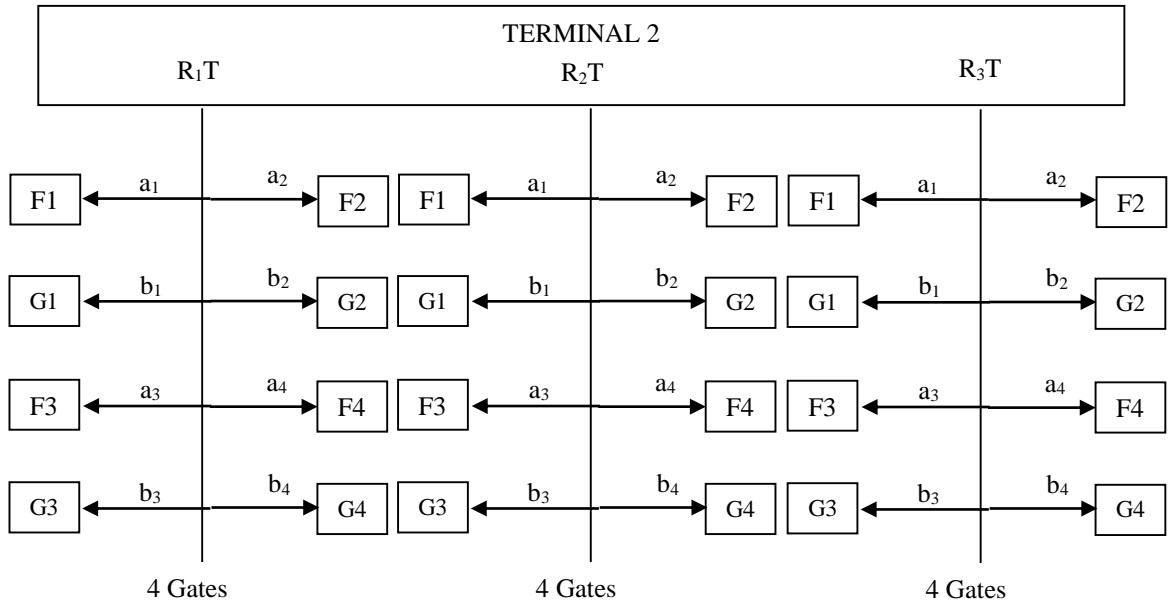 TERMINAL 2
R₁T R₂T R₃T
a₁ a₂ a₁ a₂ a₁ a₂
F1 F2 F1 F2 F1 F2
b₁ b₂ b₁ b₂ b₁ b₂
G1 G2 G1 G2 G1 G2
a₃ a₄ a₃ a₄ a₃ a₄
F3 F4 F3 F4 F3 F4
b₃ b₄ b₃ b₄ b₃ b₄
G3 G4 G3 G4 G3 G4
4 Gates 4 Gates 4 Gates